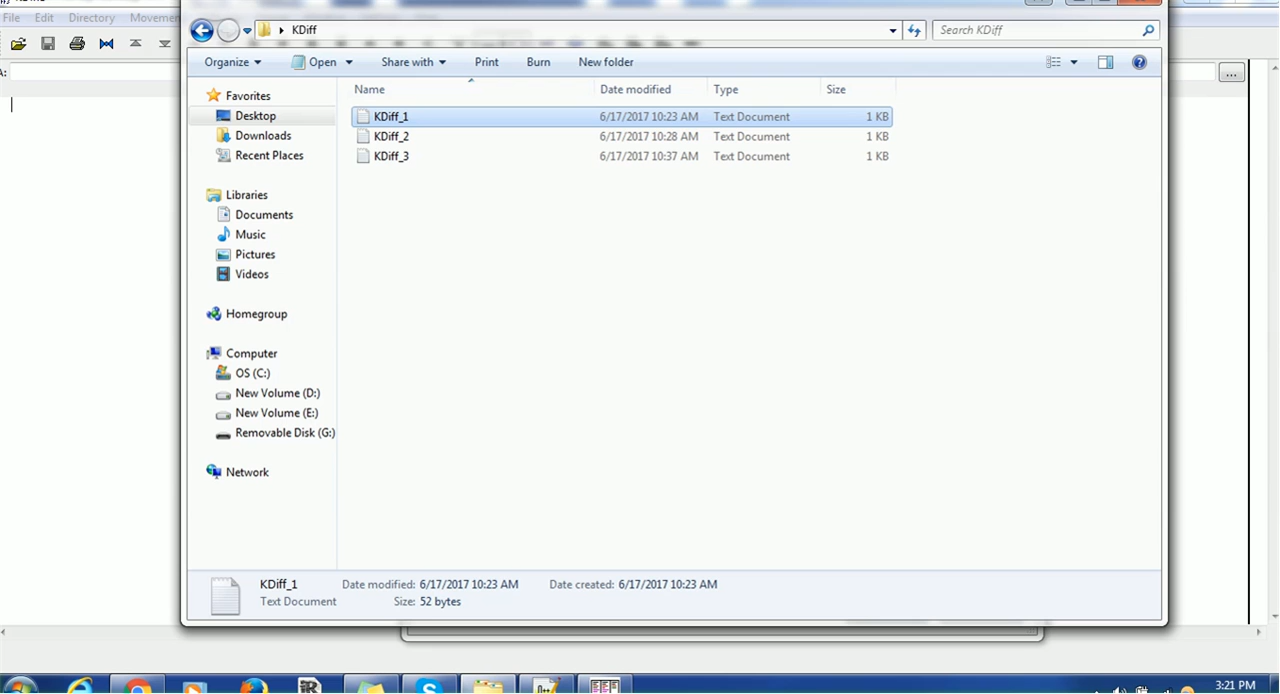 File Edit Directory Movemen
KDiff
Search KDiff
A:
...
Organize Open Share with Print Burn New folder
Name Date modified Type Size
KDiff_1 6/17/2017 10:23 AM Text Document 1 KB
KDiff_2 6/17/2017 10:28 AM Text Document 1 KB
KDiff_3 6/17/2017 10:37 AM Text Document 1 KB
Favorites
Desktop
Downloads
Recent Places
Libraries
Documents
Music
Pictures
Videos
Homegroup
Computer
OS (C:)
New Volume (D:)
New Volume (E:)
Removable Disk (G:)
Network
KDiff_1 Date modified: 6/17/2017 10:23 AM Date created: 6/17/2017 10:23 AM
Text Document Size: 52 bytes
3:21 PM